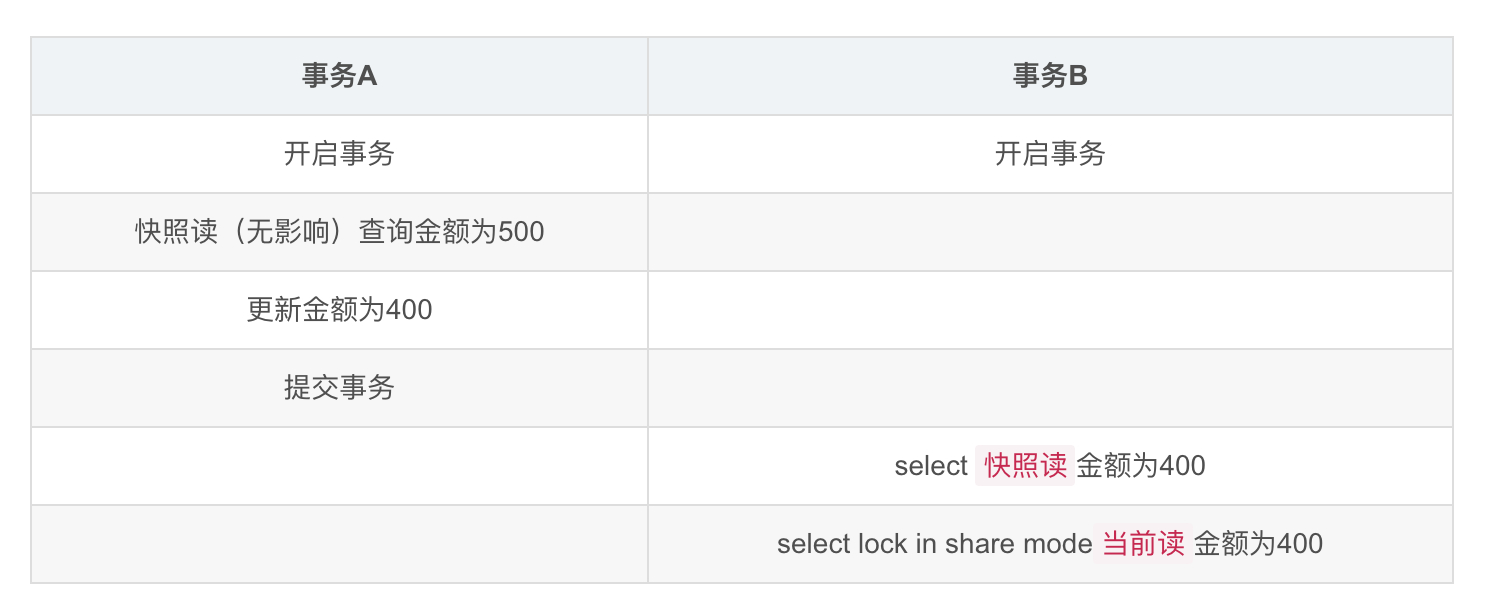 事务A
事务B
开启事务
开启事务
快照读（无影响）查询金额为500
更新金额为400
提交事务
select 快照读 金额为400
select lock in share mode 当前读 金额为400